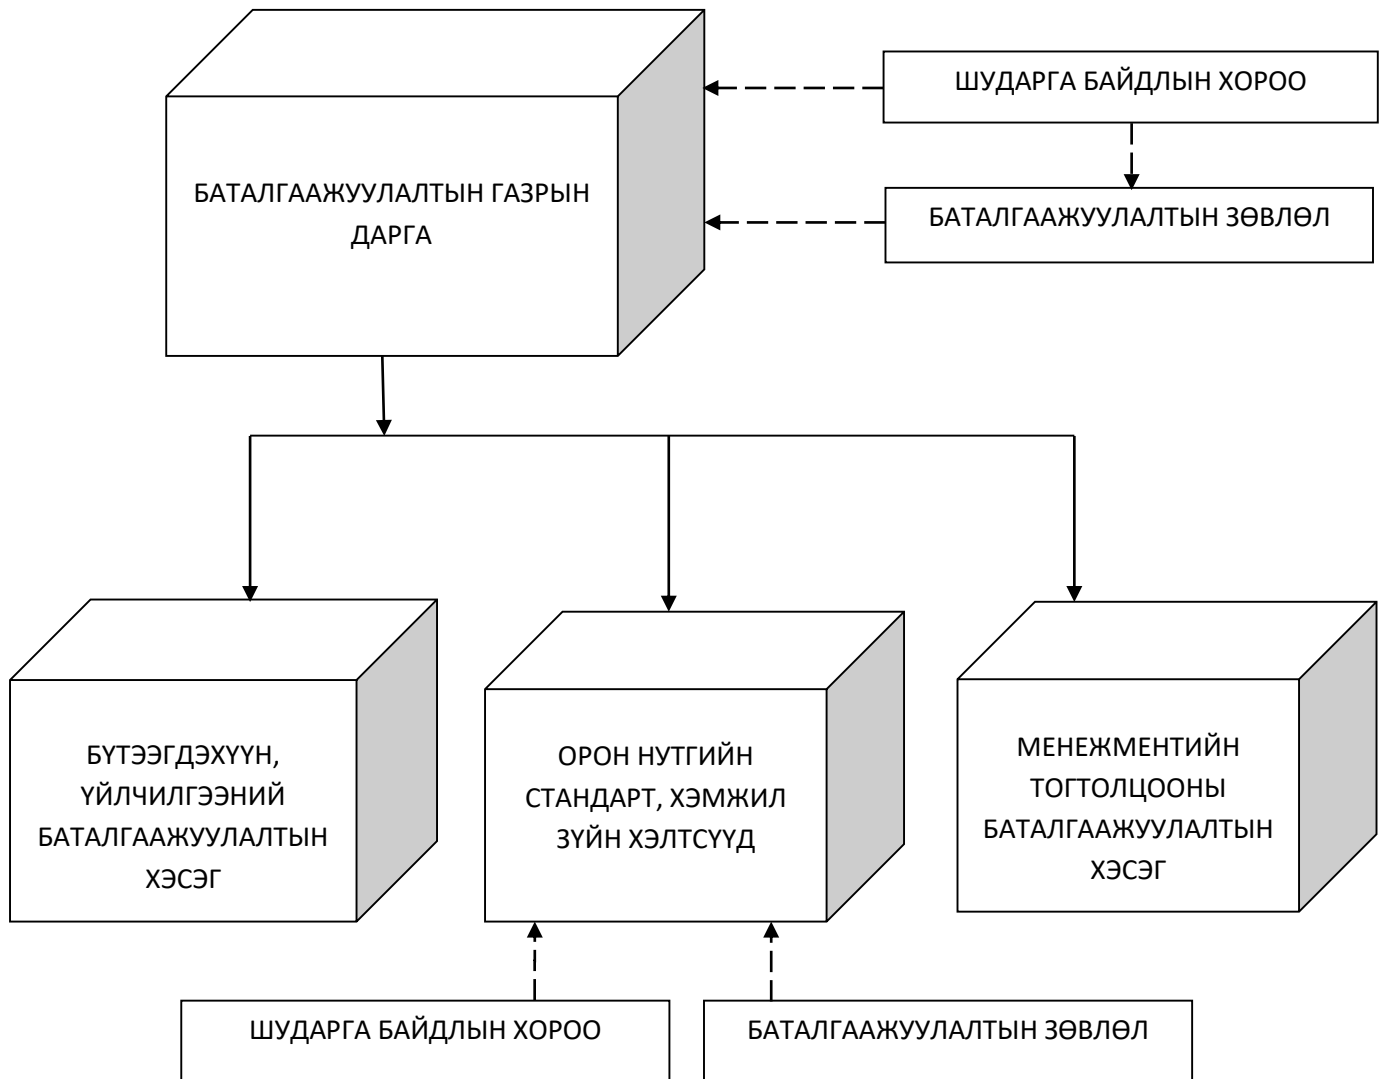 ШУДАРГА БАЙДЛЫН ХОРОО
БАТАЛГААЖУУЛАЛТЫН ГАЗРЫН
ДАРГА
БАТАЛГААЖУУЛАЛТЫН ЗӨВЛӨЛ
БҮТЭЭГДЭХҮҮН,
ҮЙЛЧИЛГЭЭНИЙ
БАТАЛГААЖУУЛАЛТЫН
ХЭСЭГ
ОРОН НУТГИЙН
СТАНДАРТ, ХЭМЖИЛ
ЗҮЙН ХЭЛТСҮҮД
МЕНЕЖМЕНТИЙН
ТОГТОЛЦООНЫ
БАТАЛГААЖУУЛАЛТЫН
ХЭСЭГ
ШУДАРГА БАЙДЛЫН ХОРОО
БАТАЛГААЖУУЛАЛТЫН ЗӨВЛӨЛ